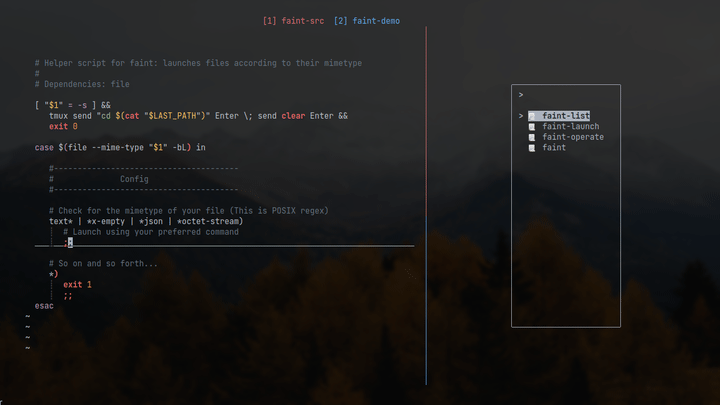 [1] faint-src [2] faint-demo
# Helper script for faint: launches files according to their mimetype
#
# Dependencies: file
[ "$1" = -s ] &&
tmux send "cd $(cat "$LAST_PATH")" Enter \; send clear Enter &&
exit 0
case $(file --mime-type "$1" -bL) in
#---------------------------------------
# Config
#---------------------------------------
# Check for the mimetype of your file (This is POSIX regex)
text* | *x-empty | *json | *octet-stream)
# Launch using your preferred command
;;
# So on and so forth...
*)
exit 1
;;
esac
~
~
~
~
>
> faint-list
faint-launch
faint-operate
faint